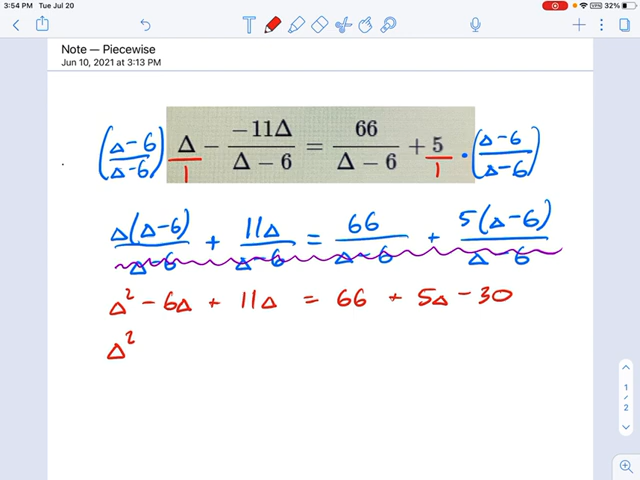 3:54 PM Tue Jul 20 VPN 32%
Note — Piecewise
Jun 10, 2021 at 3:13 PM
(Δ-6/Δ-6) Δ/1 − −11Δ/Δ − 6 = 66/Δ − 6 + 5/1 · (Δ-6/Δ-6)
Δ(Δ-6)/Δ-6 + 11Δ/Δ-6 = 66/Δ-6 + 5(Δ-6)/Δ-6
Δ² - 6Δ + 11Δ = 66 + 5Δ - 30
Δ²
1/2